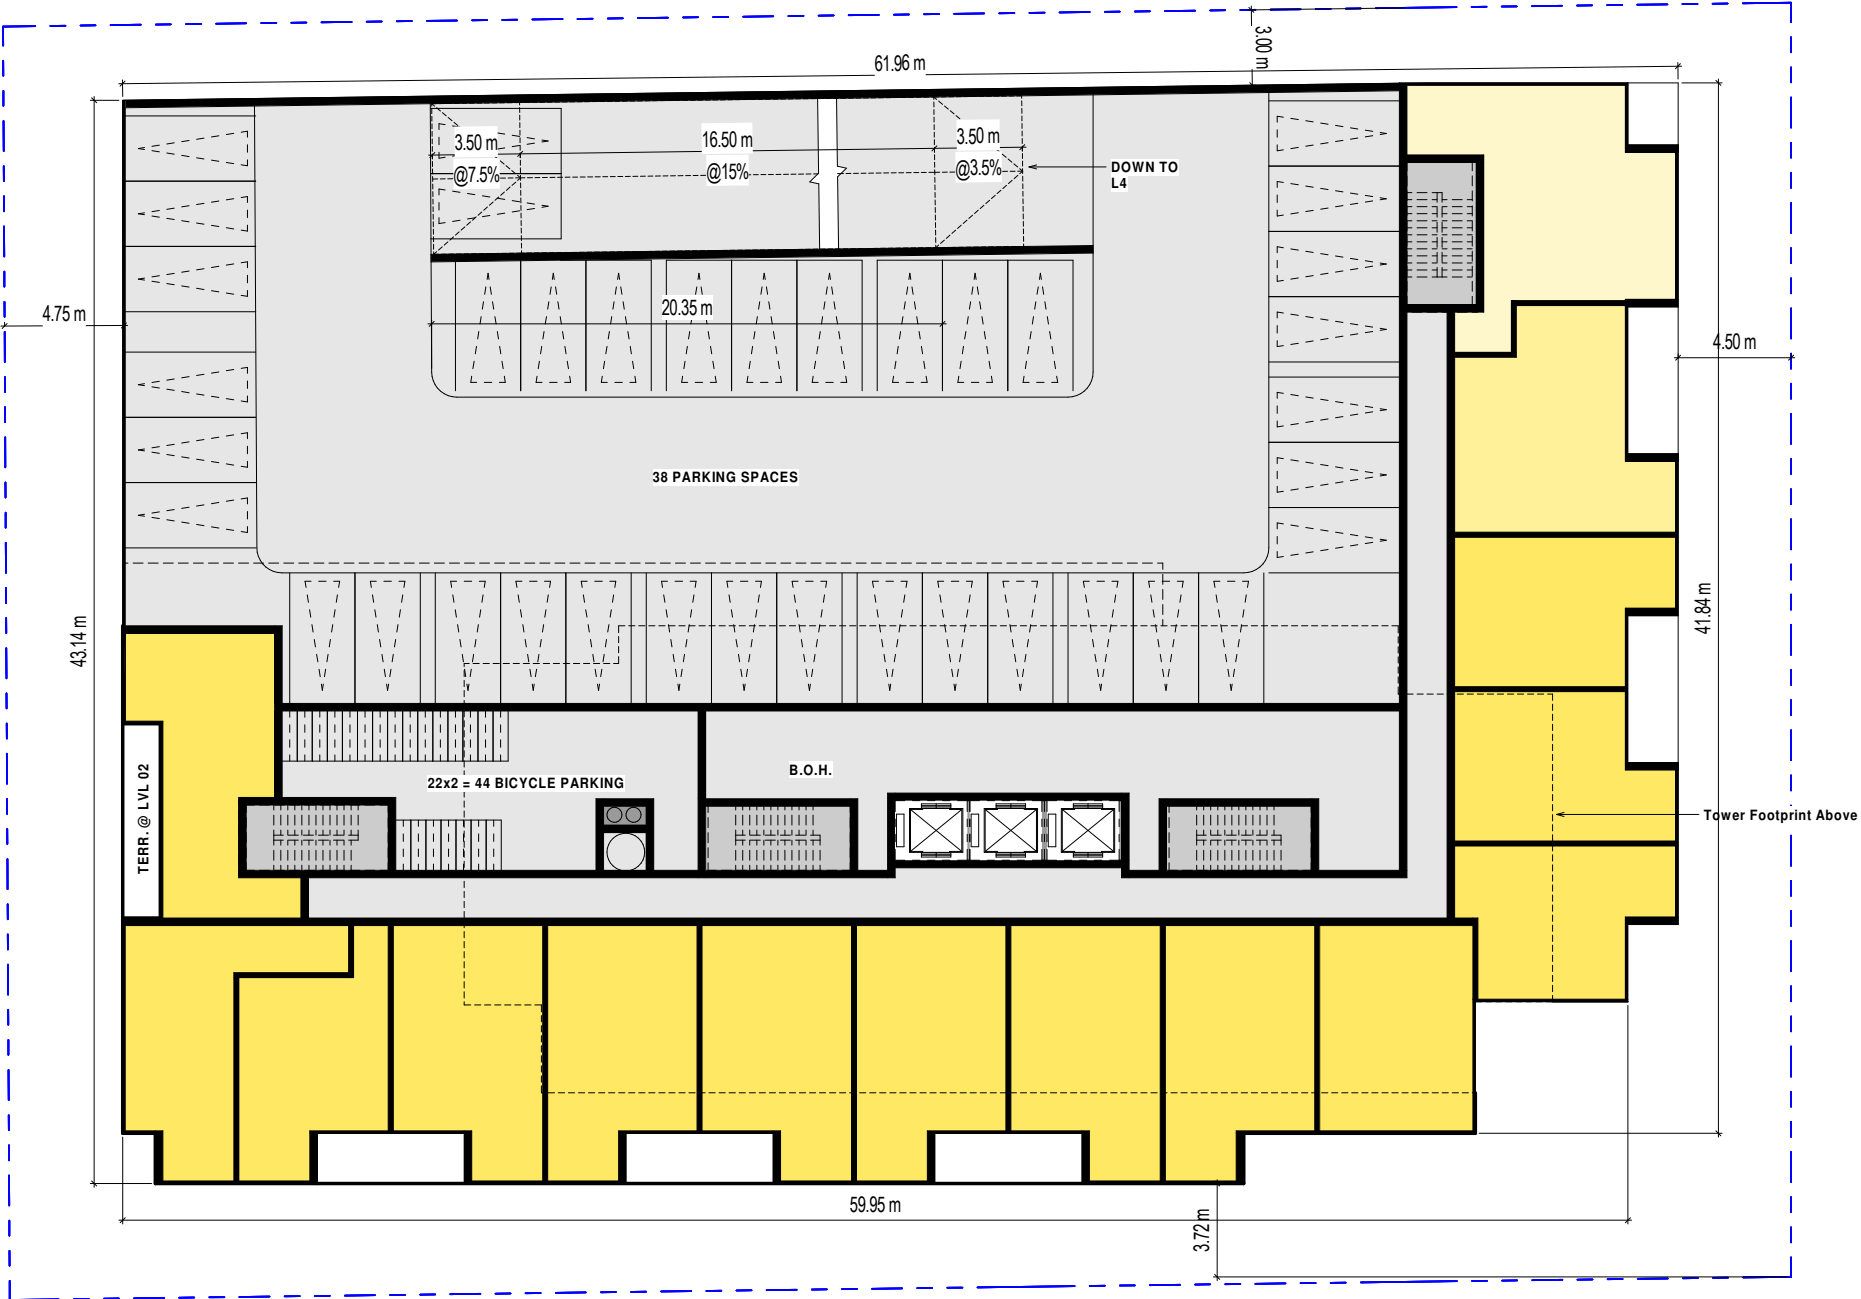 3.00 m
61.96 m
3.50 m
@7.5%
16.50 m
@15%
3.50 m
@3.5%
DOWN TO
L4
4.75 m
20.35 m
4.50 m
38 PARKING SPACES
43.14 m
41.84 m
TERR. @ LVL 02
22x2 = 44 BICYCLE PARKING
B.O.H.
Tower Footprint Above
59.95 m
3.72 m